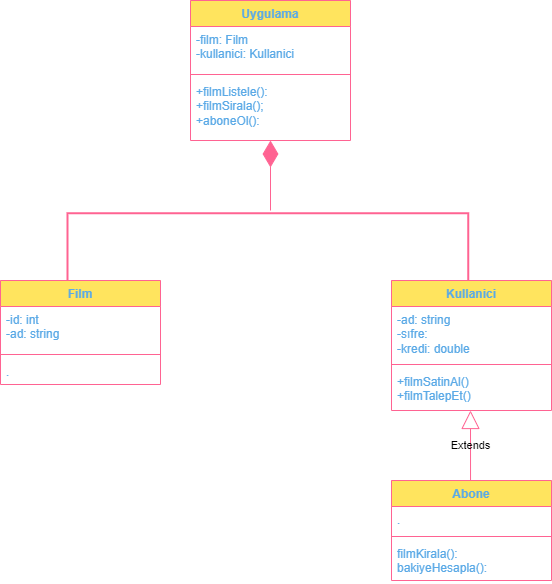 Uygulama
-film: Film
-kullanici: Kullanici
+filmListele():
+filmSirala();
+aboneOl():
Film
-id: int
-ad: string
.
Kullanici
-ad: string
-sıfre:
-kredi: double
+filmSatinAl()
+filmTalepEt()
Extends
Abone
.
filmKirala():
bakiyeHesapla():